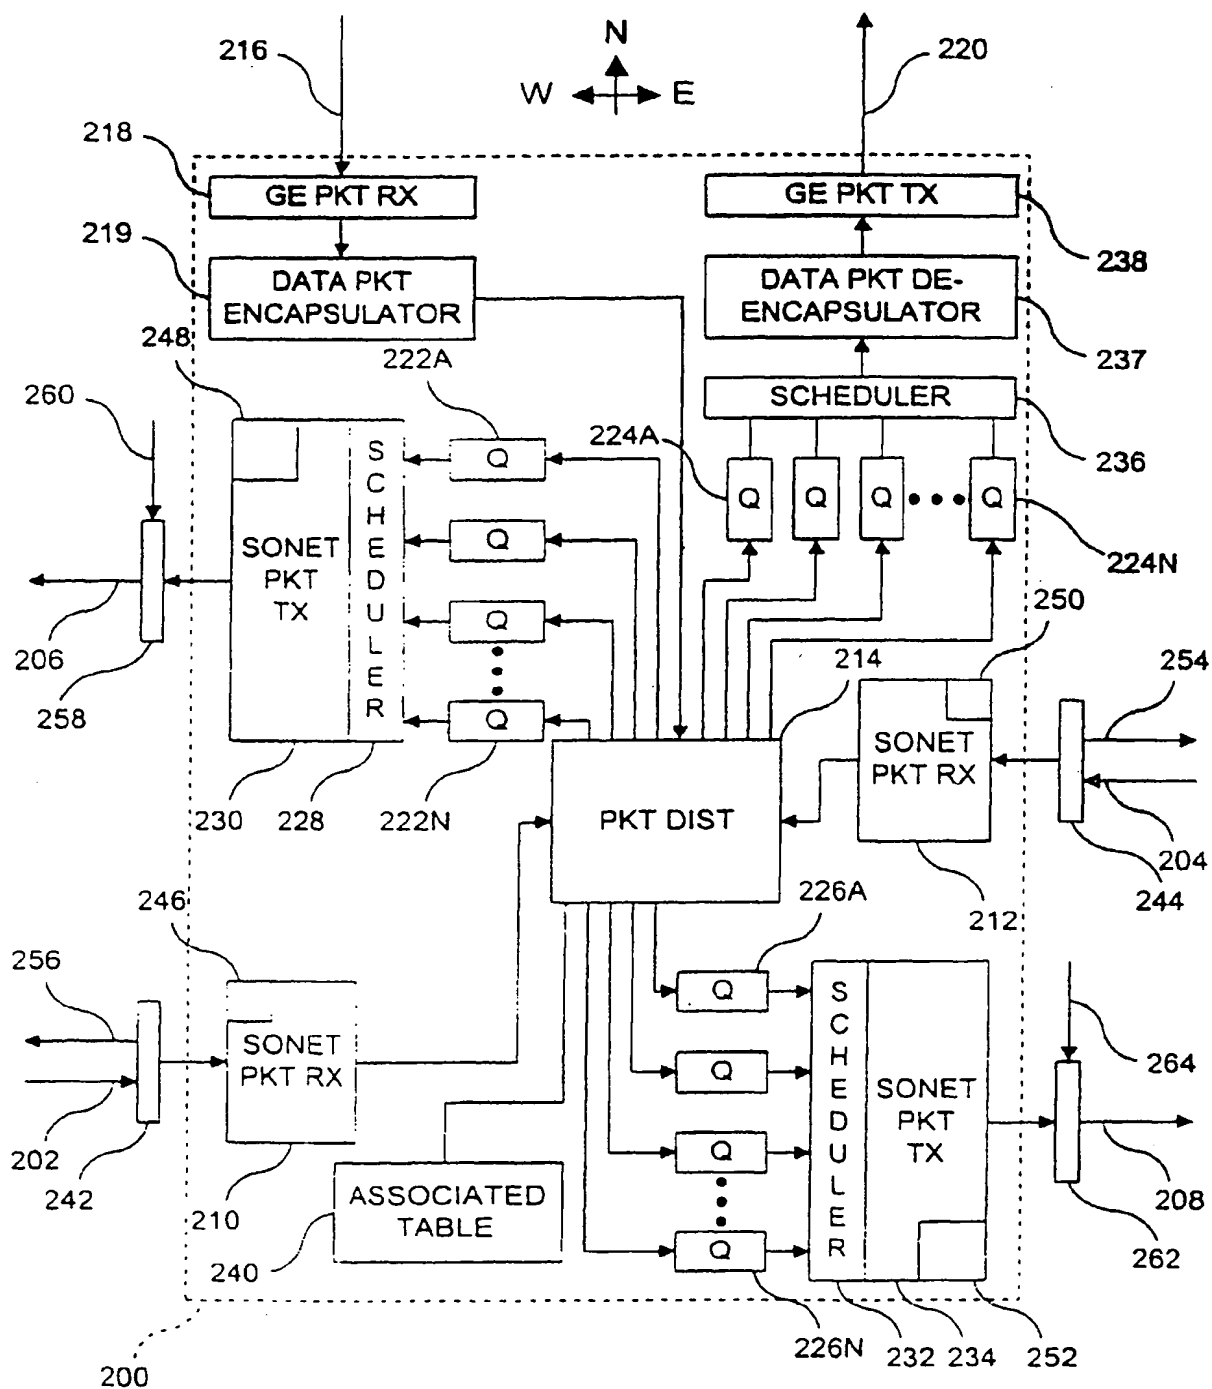 N
216
220
W
E
218
GE PKT RX
GE PKT TX
219
238
DATA PKT
ENCAPSULATOR
DATA PKT DE-
ENCAPSULATOR
248
222A
237
260
SCHEDULER
224A
236
SCHEDULER
Q
Q
Q
Q
Q
Q
Q
Q
SONET
PKT
TX
224N
250
206
258
214
254
SONET
PKT RX
230
228
222N
PKT DIST
204
244
246
226A
212
256
Q
SCHEDULER
SONET
PKT RX
Q
SONET
PKT
TX
264
202
242
Q
208
210
ASSOCIATED
TABLE
Q
262
240
226N
232
234
252
200